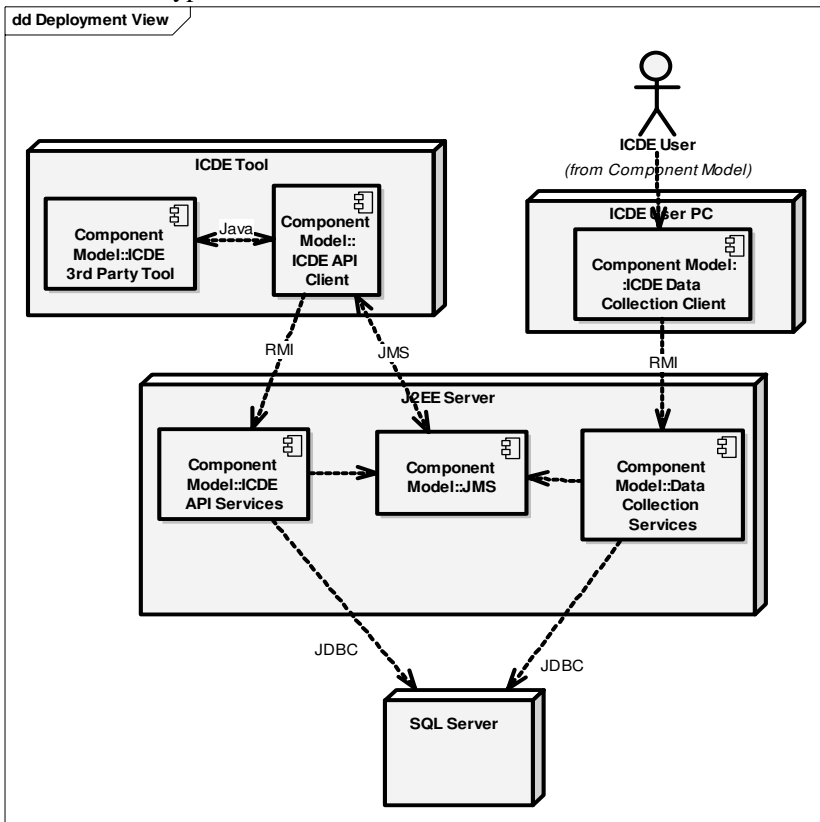 dd Deployment View
ICDE User
(from Component Model)
ICDE Tool
Component
Model::ICDE
3rd Party Tool
Java
Component
Model::
ICDE API
Client
ICDE User PC
Component Model:
:ICDE Data
Collection Client
RMI
JMS
RMI
J2EE Server
Component
Model::ICDE
API Services
Component
Model::JMS
Component
Model::Data
Collection
Services
JDBC
JDBC
SQL Server